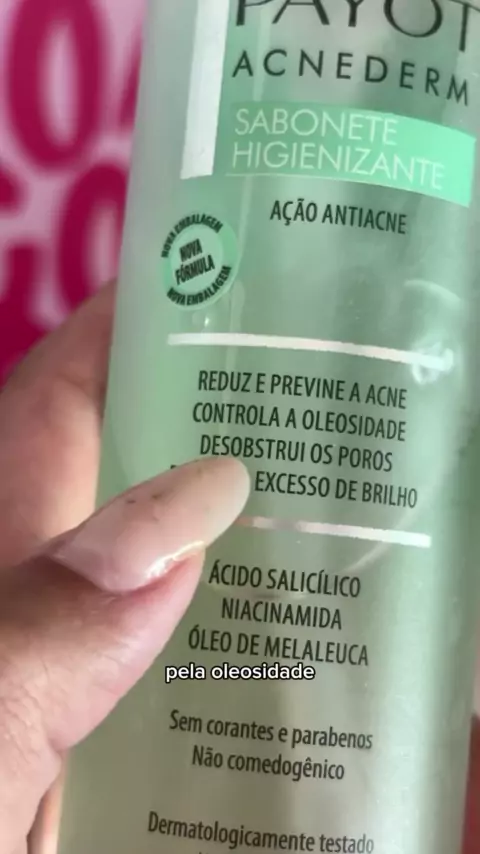 PAYOT
ACNEDERM
SABONETE
HIGIENIZANTE
AÇÃO ANTIACNE
NOVA EMBALAGEM
NOVA
FÓRMULA
NOVA EMBALAGEM
REDUZ E PREVINE A ACNE
CONTROLA A OLEOSIDADE
DESOBSTRUI OS POROS
EXCESSO DE BRILHO
ÁCIDO SALICÍLICO
NIACINAMIDA
ÓLEO DE MELALEUCA
pela oleosidade
Sem corantes e parabenos
Não comedogênico
Dermatologicamente testado